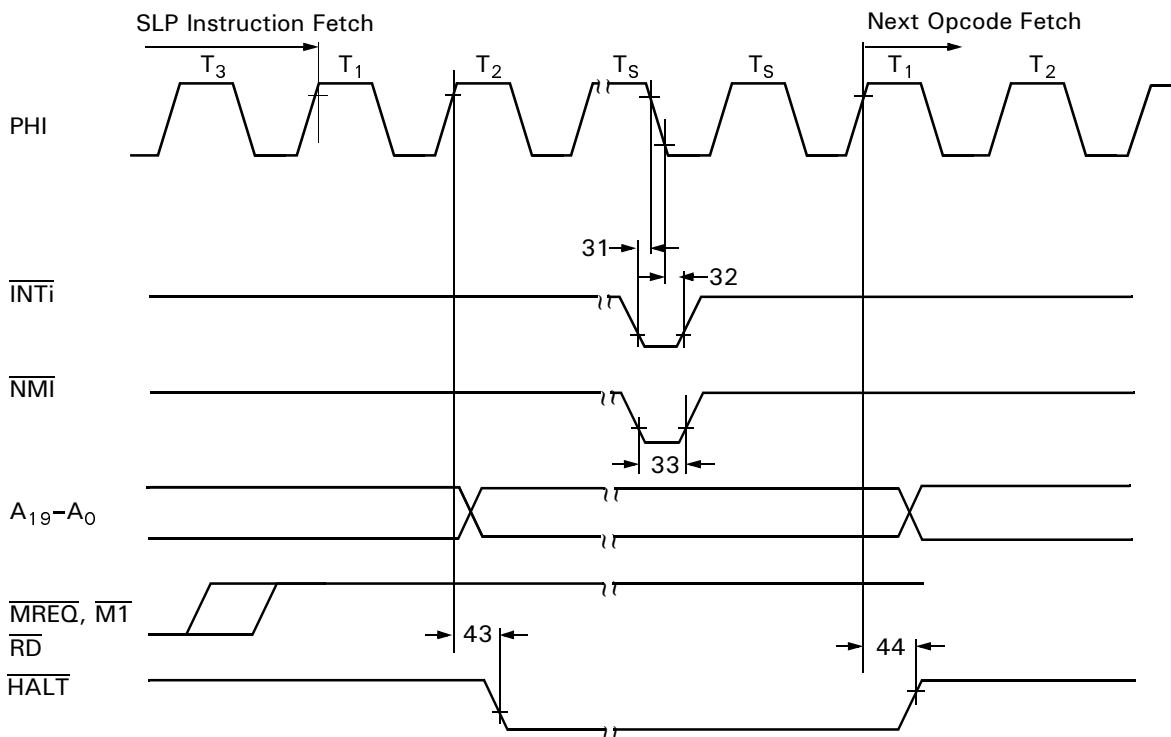 SLP Instruction Fetch
Next Opcode Fetch
T3 T1 T2 TS TS T1 T2
PHI
31
32
INTi
NMI
33
A19–A0
MREQ, M1
RD
43
44
HALT